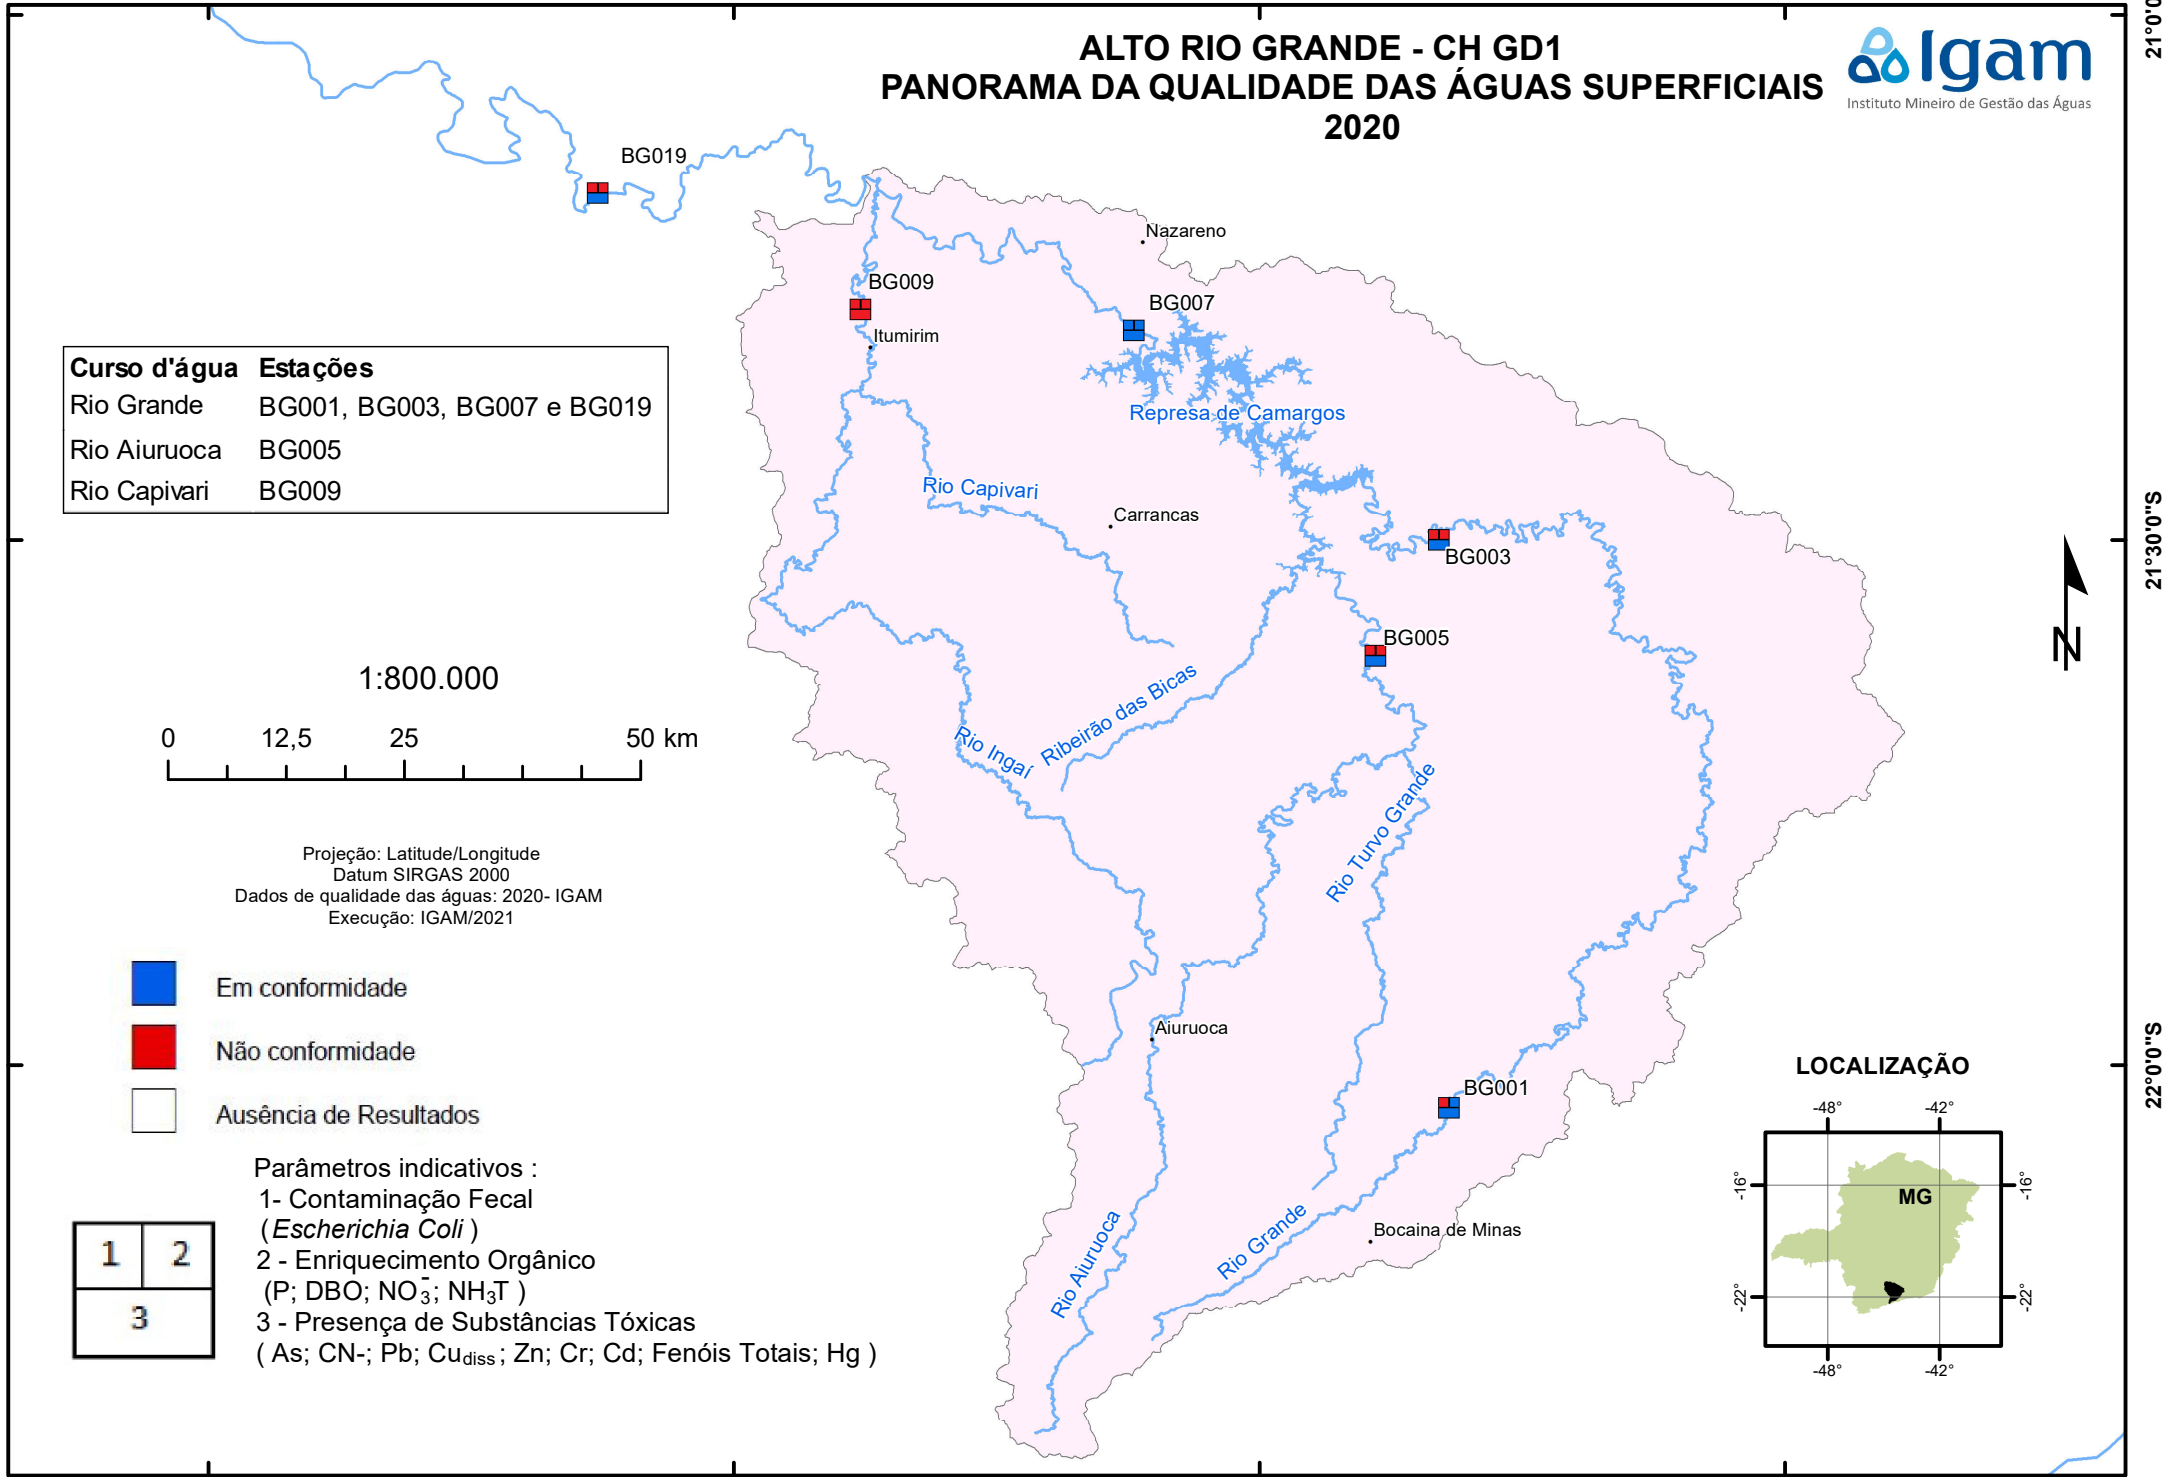 ALTO RIO GRANDE - CH GD1
PANORAMA DA QUALIDADE DAS ÁGUAS SUPERFICIAIS
2020
Igam
Instituto Mineiro de Gestão das Águas
BG019
Nazareno
BG009
BG007
Itumirim
Curso d'água Estações
Rio Grande BG001, BG003, BG007 e BG019
Rio Aiuruoca BG005
Rio Capivari BG009
Represa de Camargos
Rio Capivari
Carrancas
BG003
21°30'0"S
BG005
N
1:800.000
0 12,5 25 50 km
Ribeirão das Bicas
Rio Ingaí
Rio Turvo Grande
Projeção: Latitude/Longitude
Datum SIRGAS 2000
Dados de qualidade das águas: 2020- IGAM
Execução: IGAM/2021
Em conformidade
Não conformidade
Ausência de Resultados
Aiuruoca
BG001
22°0'0"S
Rio Aiuruoca
Rio Grande
Bocaina de Minas
Parâmetros indicativos :
1- Contaminação Fecal
(Escherichia Coli )
2 - Enriquecimento Orgânico
(P; DBO; NO₃⁻; NH₃T )
3 - Presença de Substâncias Tóxicas
( As; CN-; Pb; Cudiss ; Zn; Cr; Cd; Fenóis Totais; Hg )
1 2
3
LOCALIZAÇÃO
-48° -42°
-16° -16°
MG
-22° -22°
-48° -42°